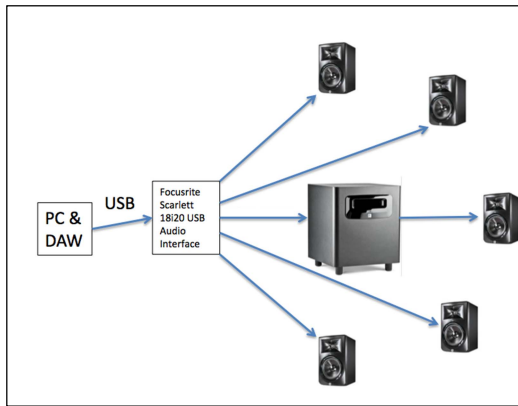 USB
PC &
DAW
Focusrite
Scarlett
18i20 USB
Audio
Interface